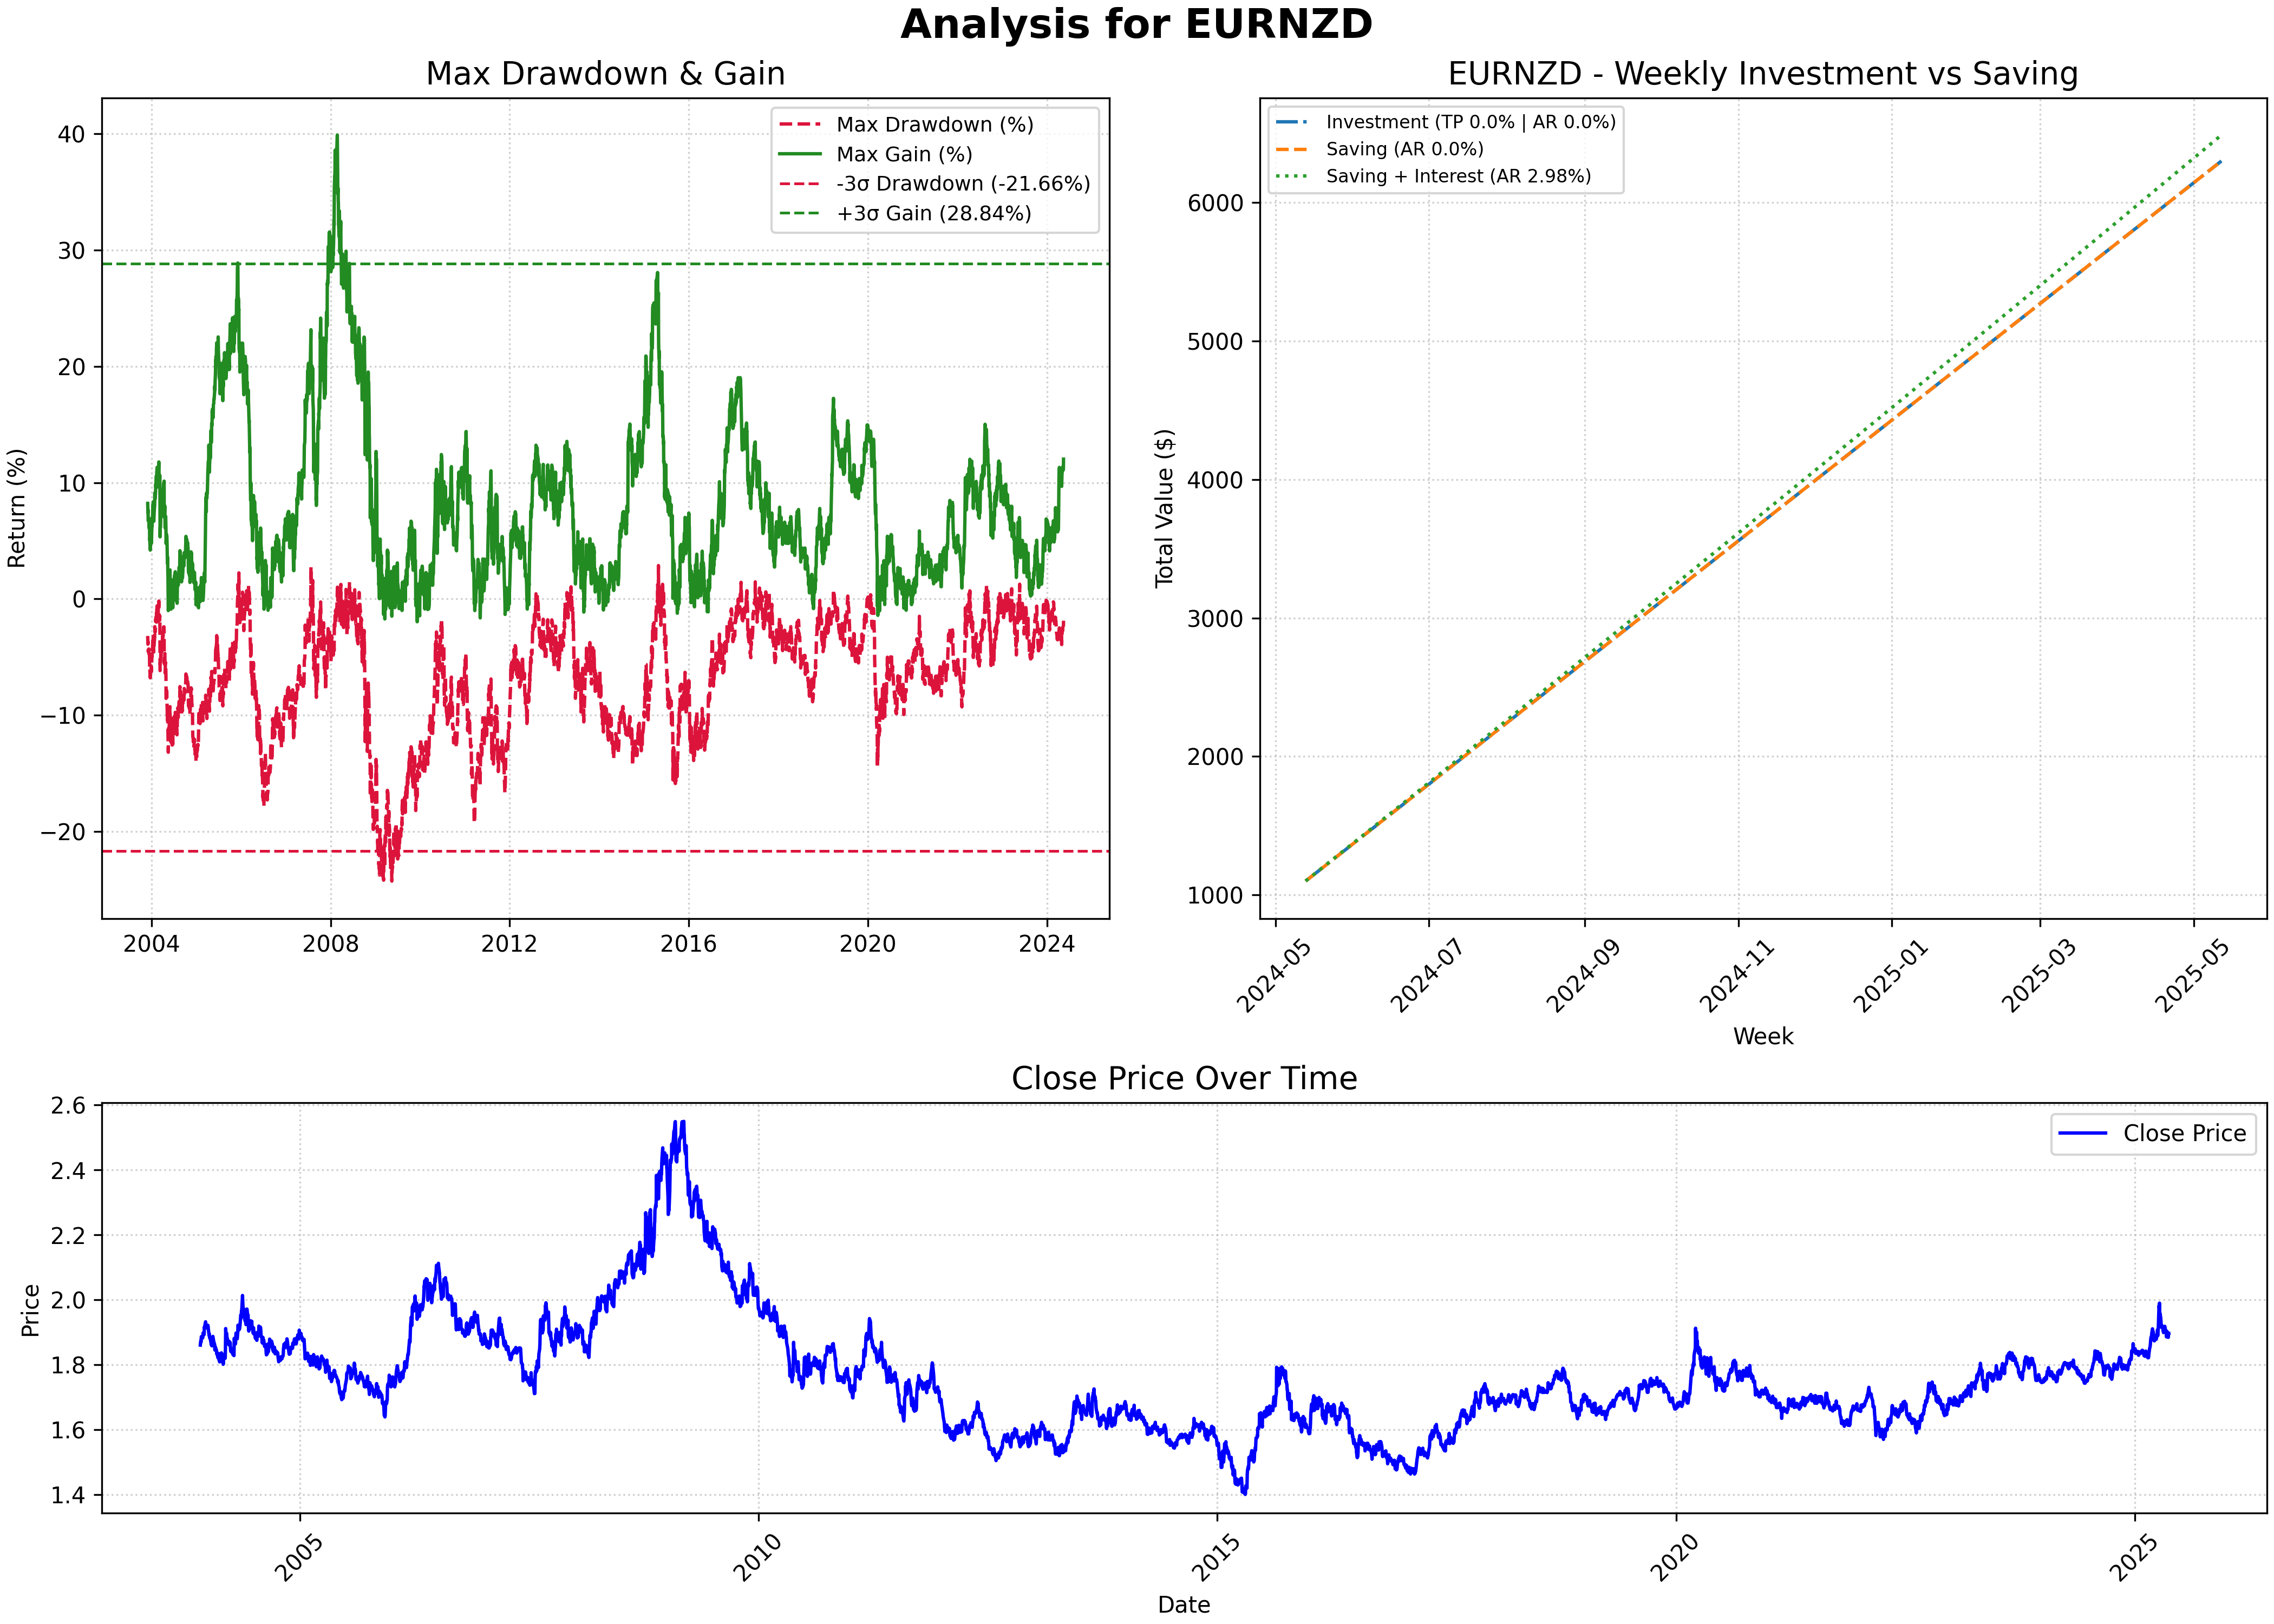 Analysis for EURNZD
Max Drawdown & Gain
Return (%)
40
30
20
10
0
−10
−20
2004
2008
2012
2016
2020
2024
Max Drawdown (%)
Max Gain (%)
-3σ Drawdown (-21.66%)
+3σ Gain (28.84%)
EURNZD - Weekly Investment vs Saving
Total Value ($)
6000
5000
4000
3000
2000
1000
2024-05
2024-07
2024-09
2024-11
2025-01
2025-03
2025-05
Week
Investment (TP 0.0% | AR 0.0%)
Saving (AR 0.0%)
Saving + Interest (AR 2.98%)
Close Price Over Time
Price
2.6
2.4
2.2
2.0
1.8
1.6
1.4
2005
2010
2015
2020
2025
Date
Close Price